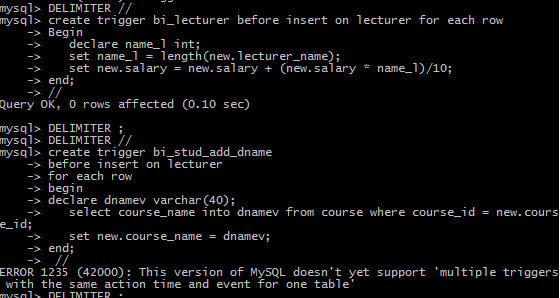 mysql> DELIMITER //
mysql> create trigger bi_lecturer before insert on lecturer for each row
-> Begin
-> declare name_l int;
-> set name_l = length(new.lecturer_name);
-> set new.salary = new.salary + (new.salary * name_l)/10;
-> end;
-> //
Query OK, 0 rows affected (0.10 sec)
mysql> DELIMITER ;
mysql> DELIMITER //
mysql> create trigger bi_stud_add_dname
-> before insert on lecturer
-> for each row
-> begin
-> declare dnamev varchar(40);
-> select course_name into dnamev from course where course_id = new.cours
e_id;
-> set new.course_name = dnamev;
-> end;
-> //
ERROR 1235 (42000): This version of MySQL doesn't yet support 'multiple triggers
with the same action time and event for one table'
mysql> DELIMITER ;